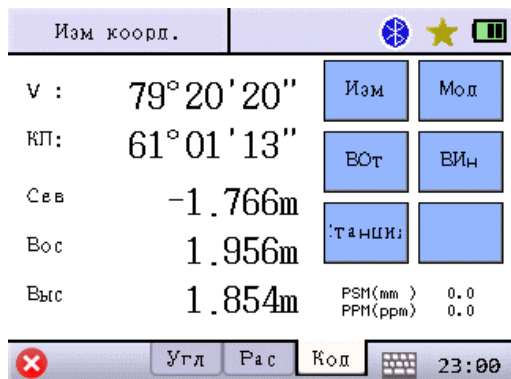 Изм коорд.
V : 79°20'20"
КП: 61°01'13"
Сев -1.766m
Вос 1.956m
Выс 1.854m
Изм Мод
ВОт ВИн
Станция
PSM(mm ) 0.0
PPM(ppm) 0.0
Угл Рас Код 23:00